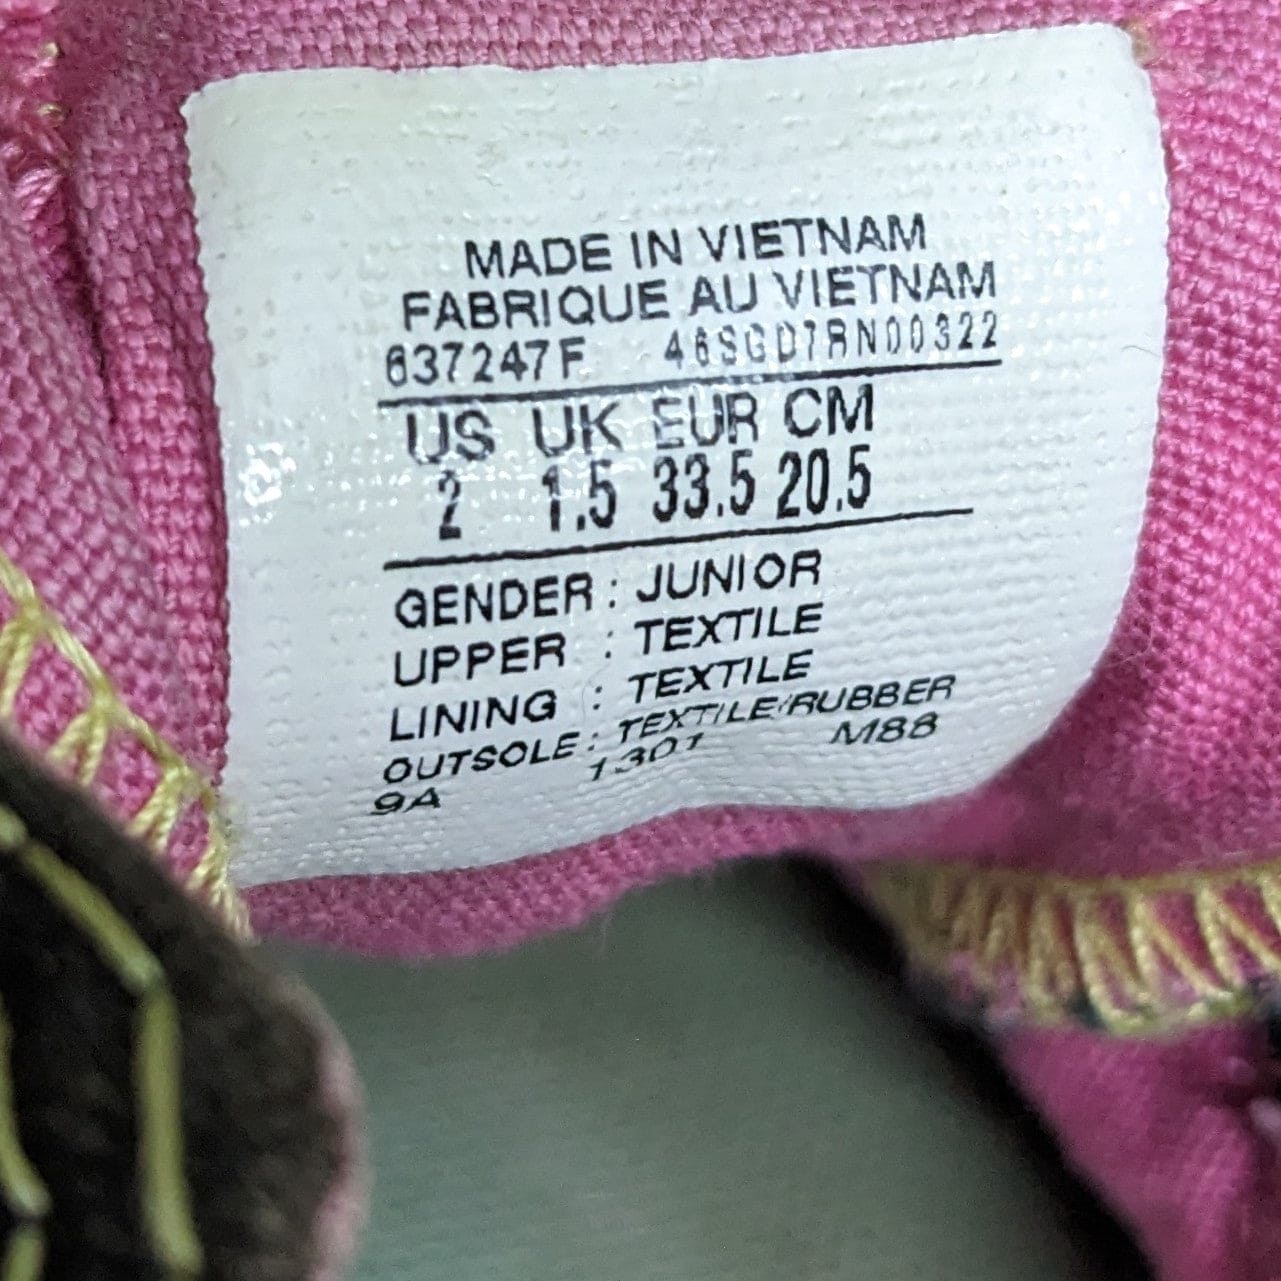 MADE IN VIETNAM
FABRIQUE AU VIETNAM
637247F 46SGD7RN00322
US UK EUR CM
2 1.5 33.5 20.5
GENDER : JUNIOR
UPPER : TEXTILE
LINING : TEXTILE
OUTSOLE : TEXTILE/RUBBER
9A 1301 M88